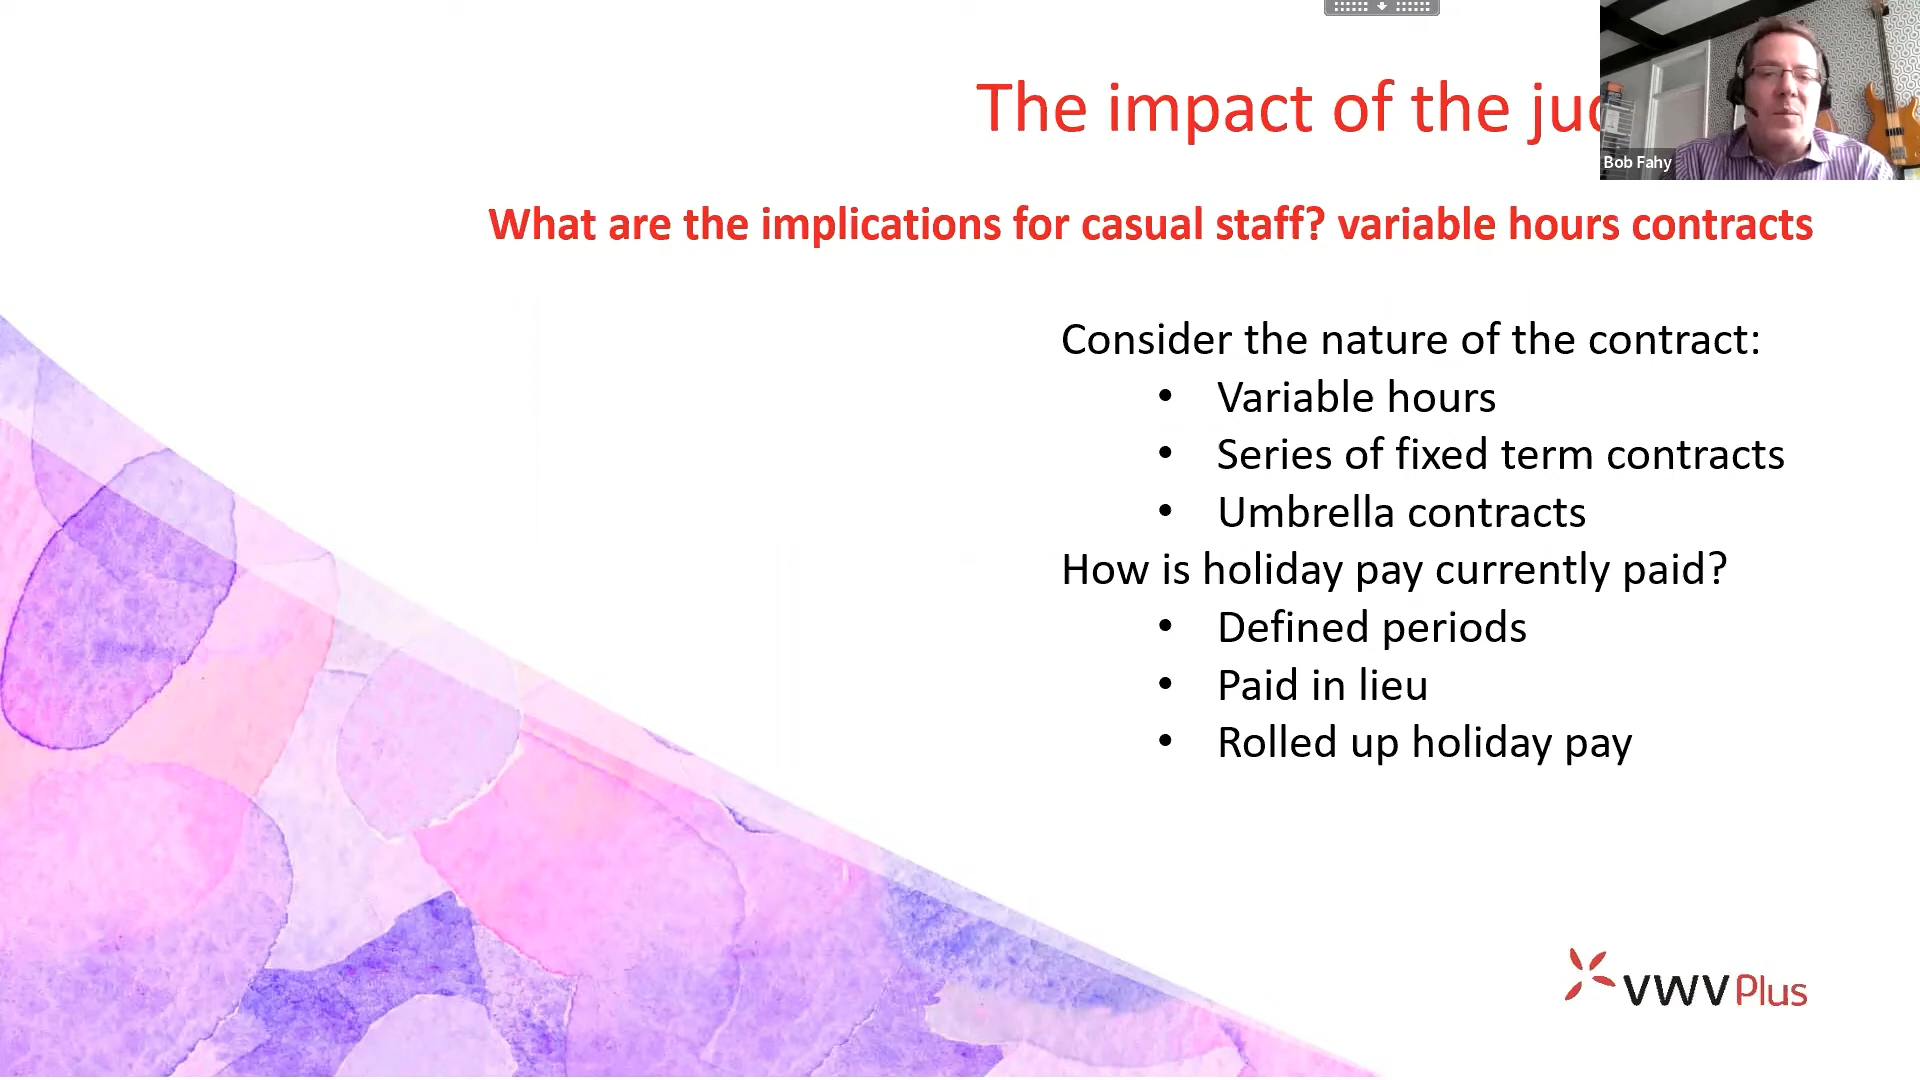 The impact of the
Bob Fahy
What are the implications for casual staff? variable hours contracts
Consider the nature of the contract:
• Variable hours
• Series of fixed term contracts
• Umbrella contracts
How is holiday pay currently paid?
• Defined periods
• Paid in lieu
• Rolled up holiday pay
VWV Plus